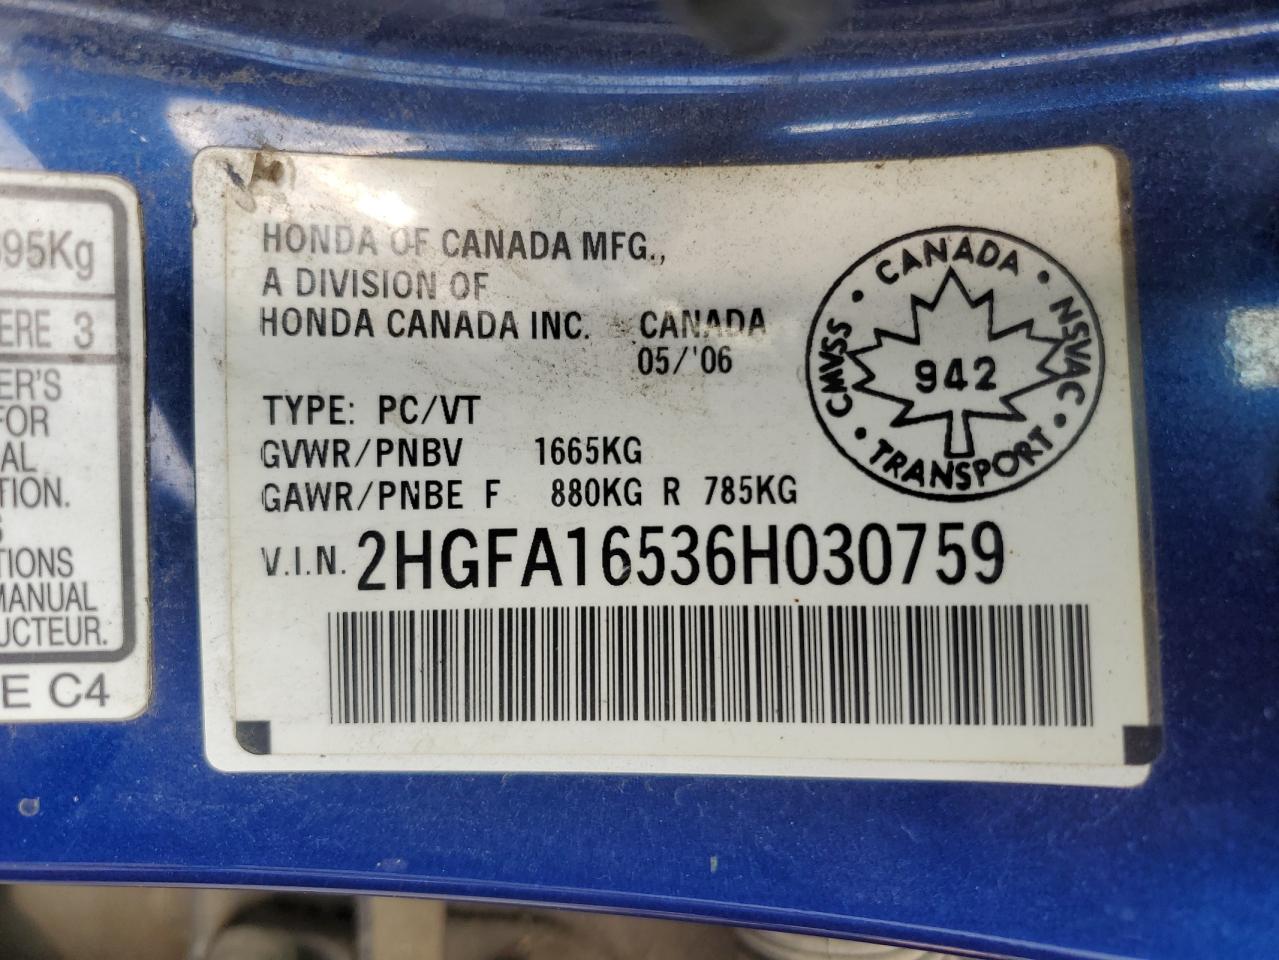 395Kg
ERE 3
ER'S
FOR
AL
TION.
S
TIONS
MANUAL
UCTEUR.
E C4
HONDA OF CANADA MFG.,
A DIVISION OF
HONDA CANADA INC. CANADA
05/'06
TYPE: PC/VT
GVWR/PNBV 1665KG
GAWR/PNBE F 880KG R 785KG
V.I.N. 2HGFA16536H030759
CANADA • NSVAC • TRANSPORT • CMVSS •
942